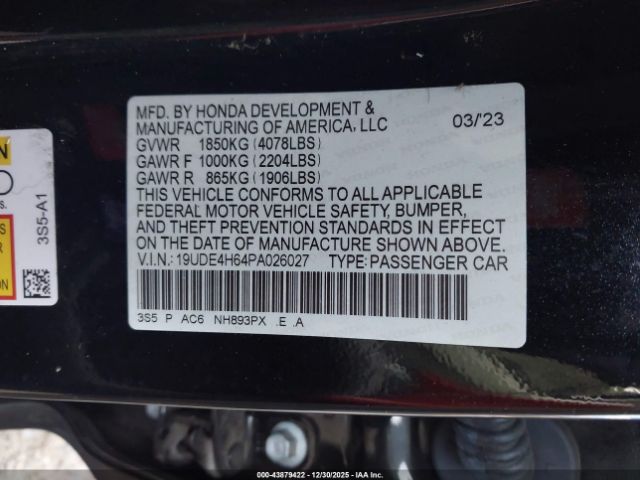 MFD. BY HONDA DEVELOPMENT &
MANUFACTURING OF AMERICA, LLC 03/'23
GVWR 1850KG (4078LBS)
GAWR F 1000KG (2204LBS)
GAWR R 865KG (1906LBS)
THIS VEHICLE CONFORMS TO ALL APPLICABLE
FEDERAL MOTOR VEHICLE SAFETY, BUMPER,
AND THEFT PREVENTION STANDARDS IN EFFECT
ON THE DATE OF MANUFACTURE SHOWN ABOVE.
V.I.N.: 19UDE4H64PA026027 TYPE: PASSENGER CAR
3S5 P AC6 NH893PX .E .A
3S5-A1
000-43879422 - 12/30/2025 - IAA Inc.